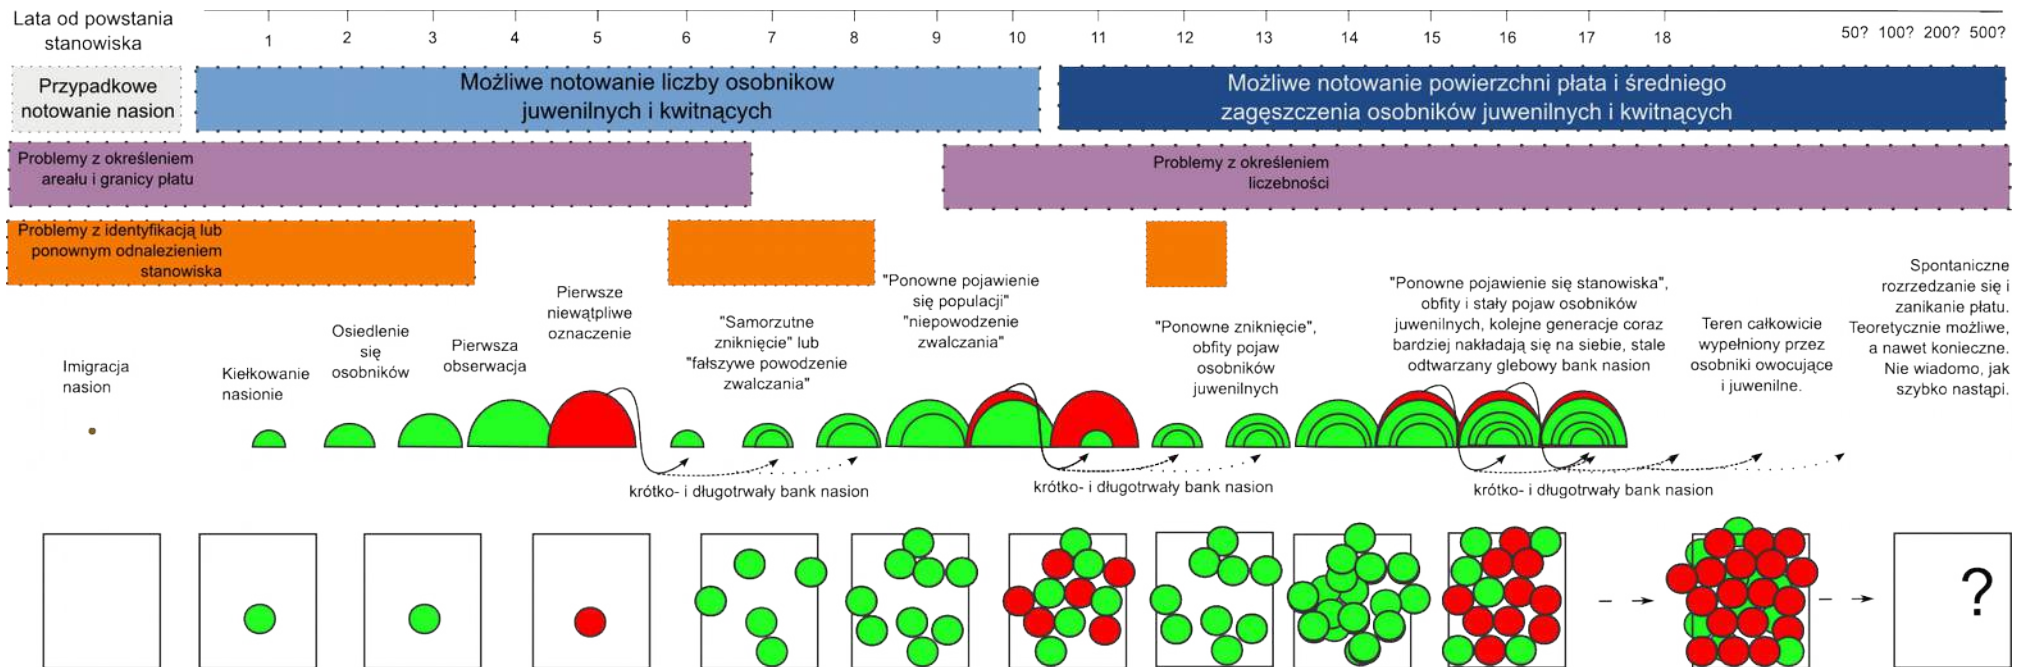 Lata od powstania
stanowiska
1 2 3 4 5 6 7 8 9 10 11 12 13 14 15 16 17 18 50? 100? 200? 500?
Przypadkowe
notowanie nasion
Możliwe notowanie liczby osobnikow
juwenilnych i kwitnących
Możliwe notowanie powierzchni płata i średniego
zagęszczenia osobników juwenilnych i kwitnących
Problemy z określeniem
areału i granicy płatu
Problemy z określeniem
liczebności
Problemy z identyfikacją lub
ponownym odnalezieniem
stanowiska
Imigracja
nasion
Kiełkowanie
nasionie
Osiedlenie
się
osobników
Pierwsza
obserwacja
Pierwsze
niewątpliwe
oznaczenie
"Samorzutne
zniknięcie" lub
"fałszywe powodzenie
zwalczania"
"Ponowne pojawienie
się populacji"
"niepowodzenie
zwalczania"
"Ponowne zniknięcie",
obfity pojaw
osobników
juwenilnych
"Ponowne pojawienie się stanowiska",
obfity i stały pojaw osobników
juwenilnych, kolejne generacje coraz
bardziej nakładają się na siebie, stale
odtwarzany glebowy bank nasion
Teren całkowicie
wypełniony przez
osobniki owocujące
i juwenilne.
Spontaniczne
rozrzedzanie się i
zanikanie płatu.
Teoretycznie możliwe,
a nawet konieczne.
Nie wiadomo, jak
szybko nastąpi.
krótko- i długotrwały bank nasion
krótko- i długotrwały bank nasion
krótko- i długotrwały bank nasion
?